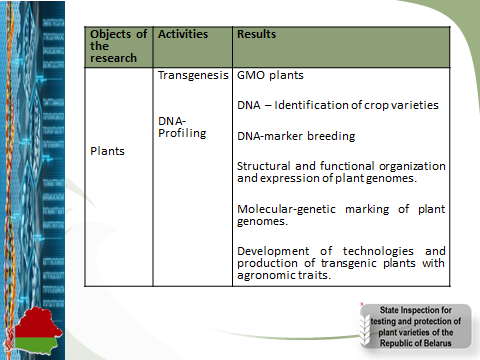 Objects of
the
research
Activities
Results
Plants
Transgenesis
DNA-
Profiling
GMO plants
DNA – Identification of crop varieties
DNA-marker breeding
Structural and functional organization
and expression of plant genomes.
Molecular-genetic marking of plant
genomes.
Development of technologies and
production of transgenic plants with
agronomic traits.
State Inspection for
testing and protection of
plant varieties of the
Republic of Belarus